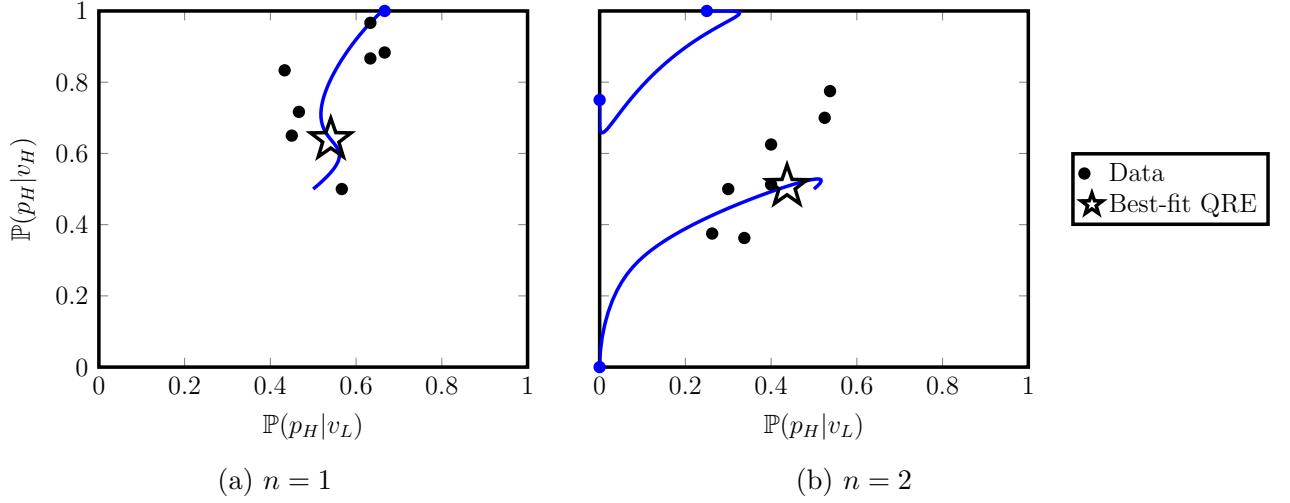 1
0.8
0.6
0.4
0.2
0
0 0.2 0.4 0.6 0.8 1
ℙ(p_H|v_H)
ℙ(p_H|v_L)
(a) n = 1
0 0.2 0.4 0.6 0.8 1
ℙ(p_H|v_L)
(b) n = 2
Data
Best-fit QRE